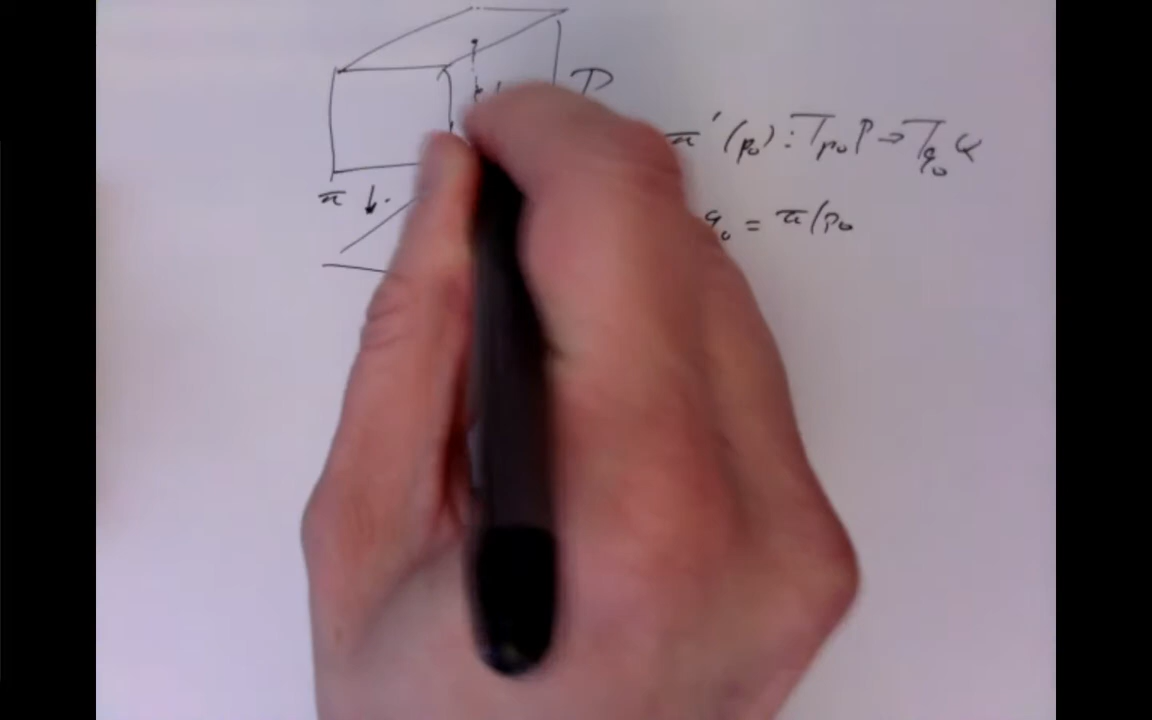 P
π'(p₀) : T_{p₀}P → T_{q₀}Q
π ↓
q₀ = π(p₀